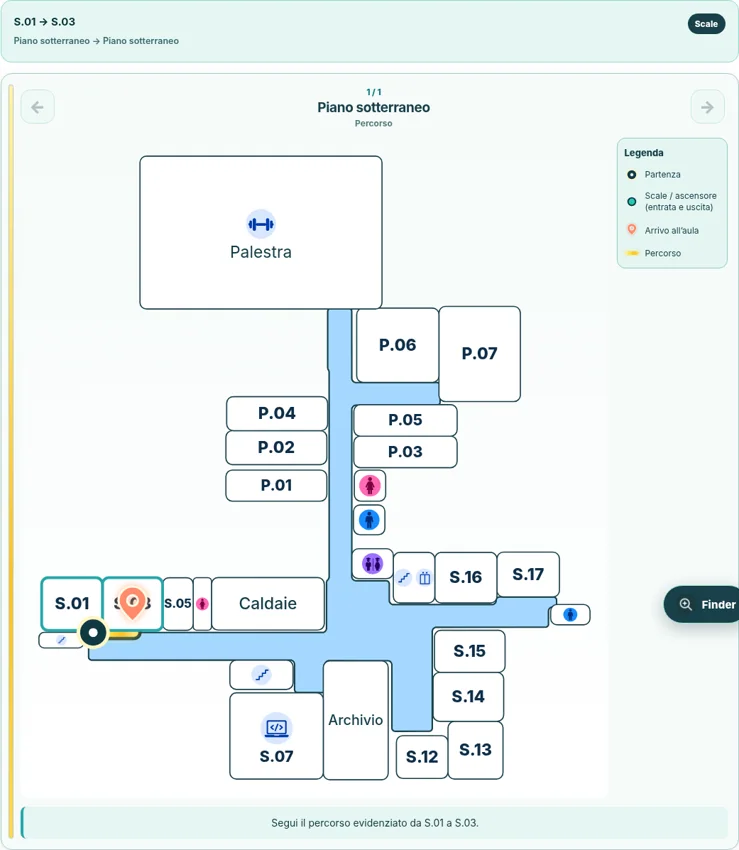 S.01 → S.03
Piano sotterraneo → Piano sotterraneo
Scale
1 / 1
Piano sotterraneo
Percorso
Legenda
Partenza
Scale / ascensore
(entrata e uscita)
Arrivo all'aula
Percorso
Palestra
P.06
P.07
P.04
P.05
P.02
P.03
P.01
S.16
S.17
S.01
S.05
Caldaie
Finder
S.15
S.14
Archivio
S.07
S.12
S.13
Segui il percorso evidenziato da S.01 a S.03.